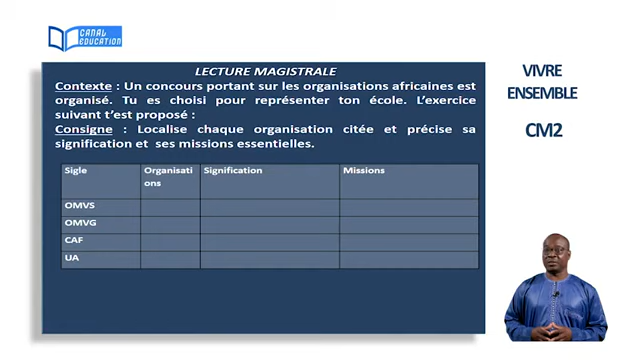 CANAL
EDUCATION
LECTURE MAGISTRALE
Contexte : Un concours portant sur les organisations africaines est
organisé. Tu es choisi pour représenter ton école. L'exercice
suivant t'est proposé :
Consigne : Localise chaque organisation citée et précise sa
signification et ses missions essentielles.
Sigle Organisati Signification Missions
ons
OMVS
OMVG
CAF
UA
VIVRE
ENSEMBLE
CM2